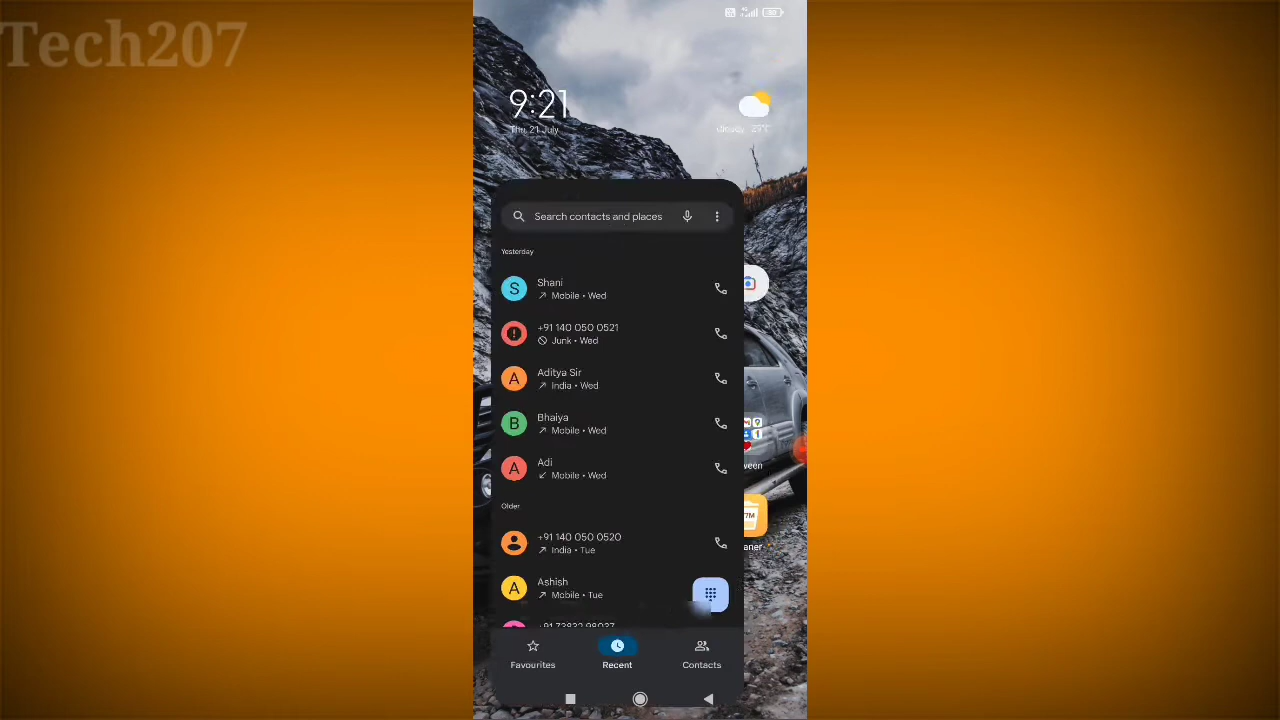 Tech207
9:21
Thu, 21 July
Cloudy
Search contacts and places
Yesterday
Shani
Mobile • Wed
+91 140 050 0521
Junk • Wed
Aditya Sir
India • Wed
Bhaiya
Mobile • Wed
Adi
Mobile • Wed
Older
+91 140 050 0520
India • Tue
Ashish
Mobile • Tue
Favourites
Recent
Contacts